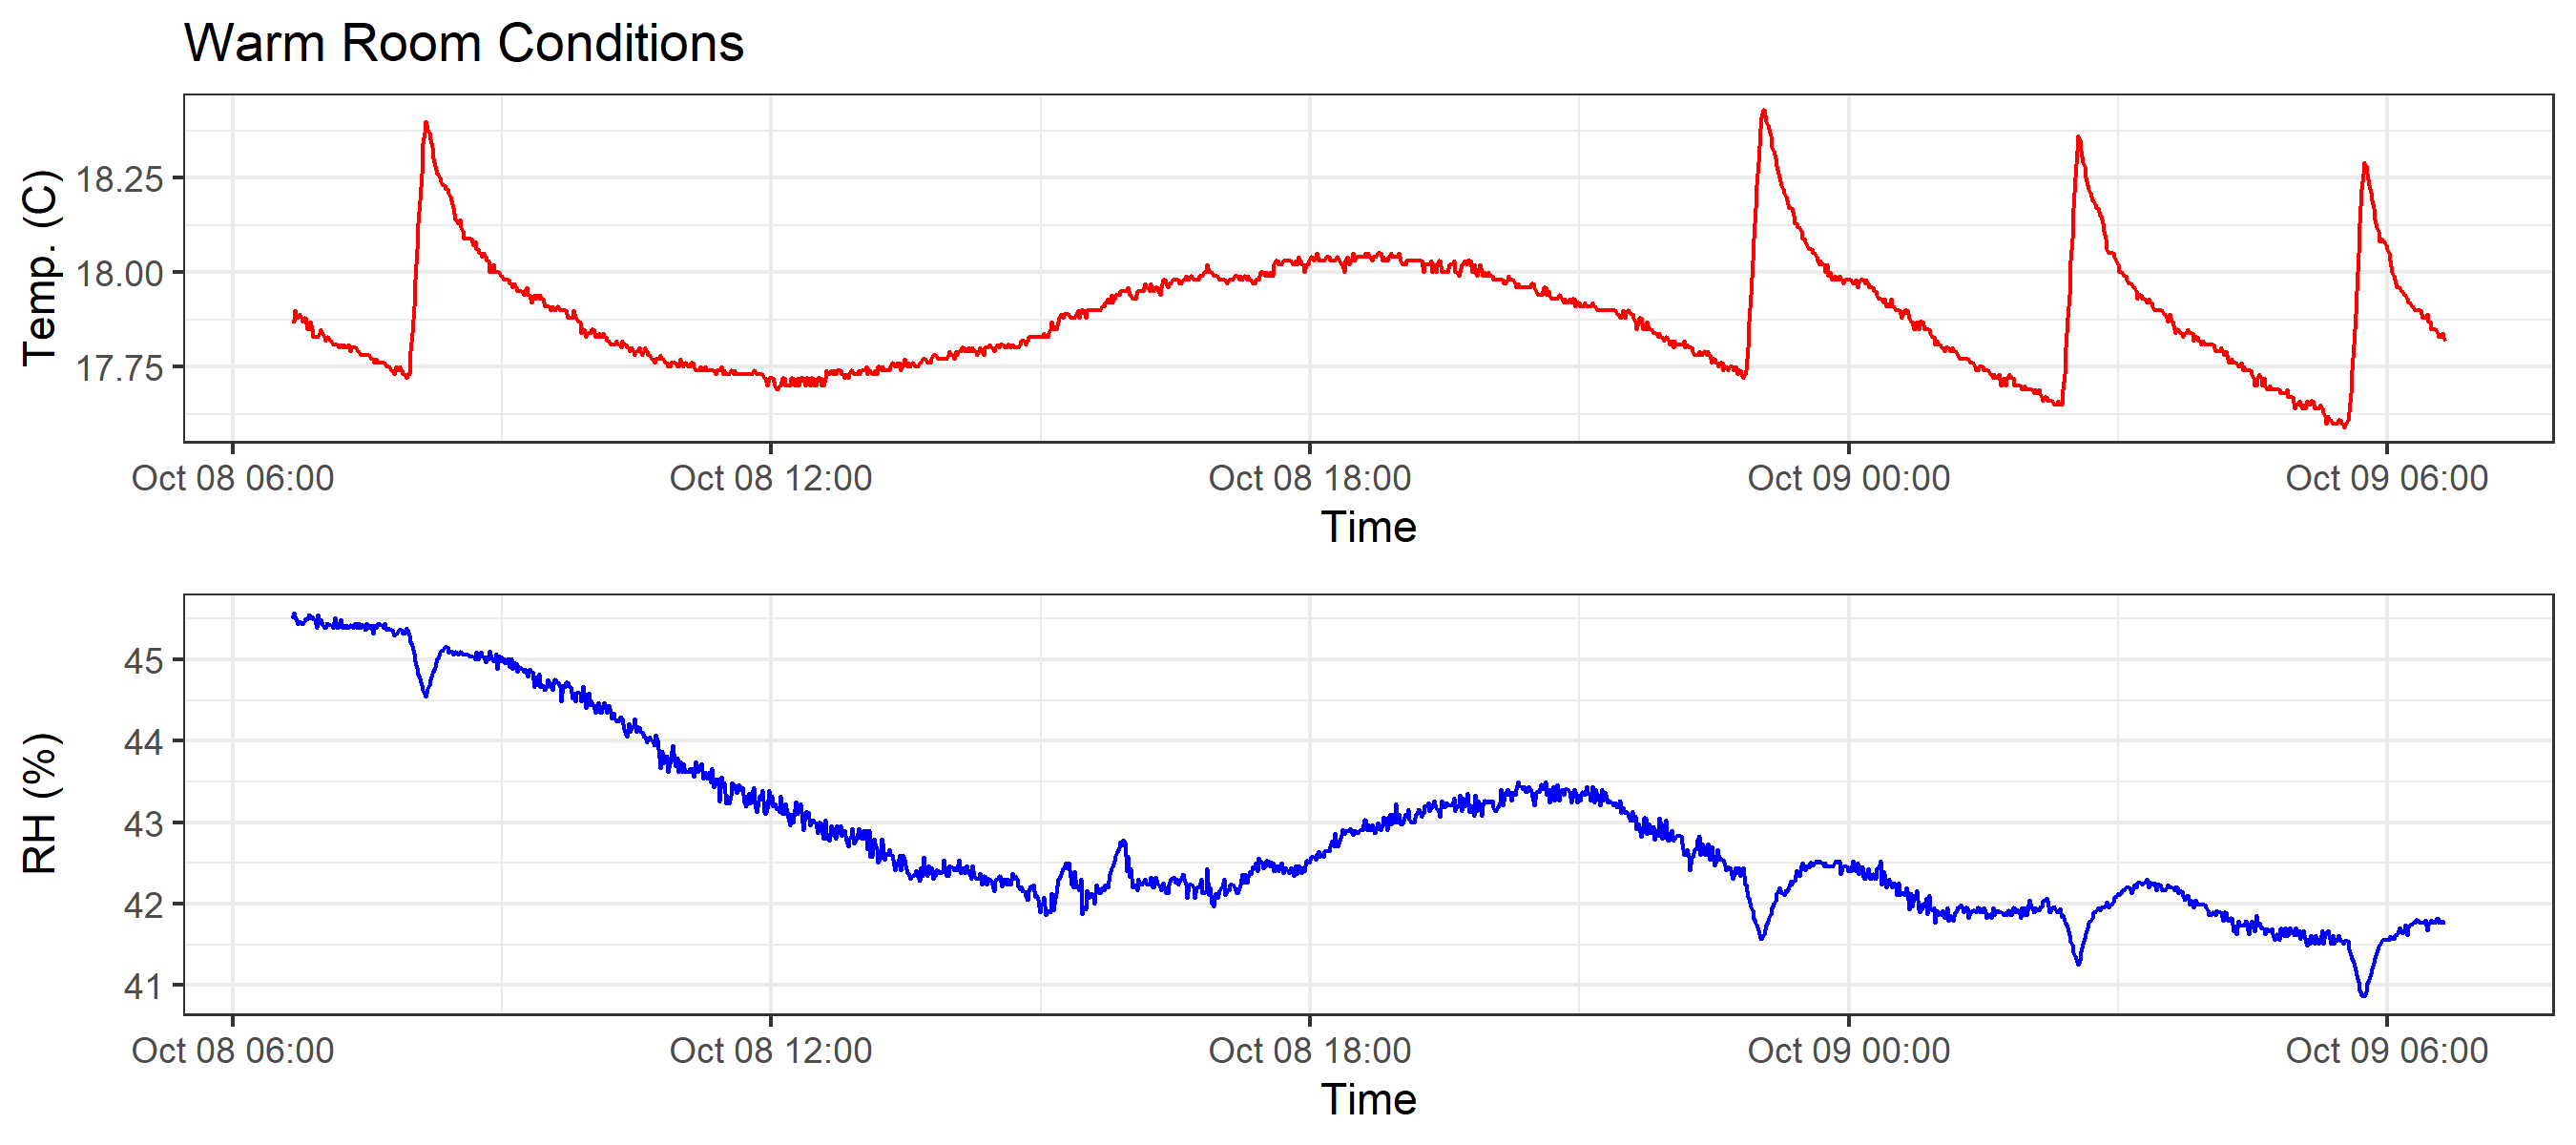 Warm Room Conditions
Temp. (C)
18.25
18.00
17.75
Oct 08 06:00 Oct 08 12:00 Oct 08 18:00 Oct 09 00:00 Oct 09 06:00
Time
RH (%)
45
44
43
42
41
Oct 08 06:00 Oct 08 12:00 Oct 08 18:00 Oct 09 00:00 Oct 09 06:00
Time